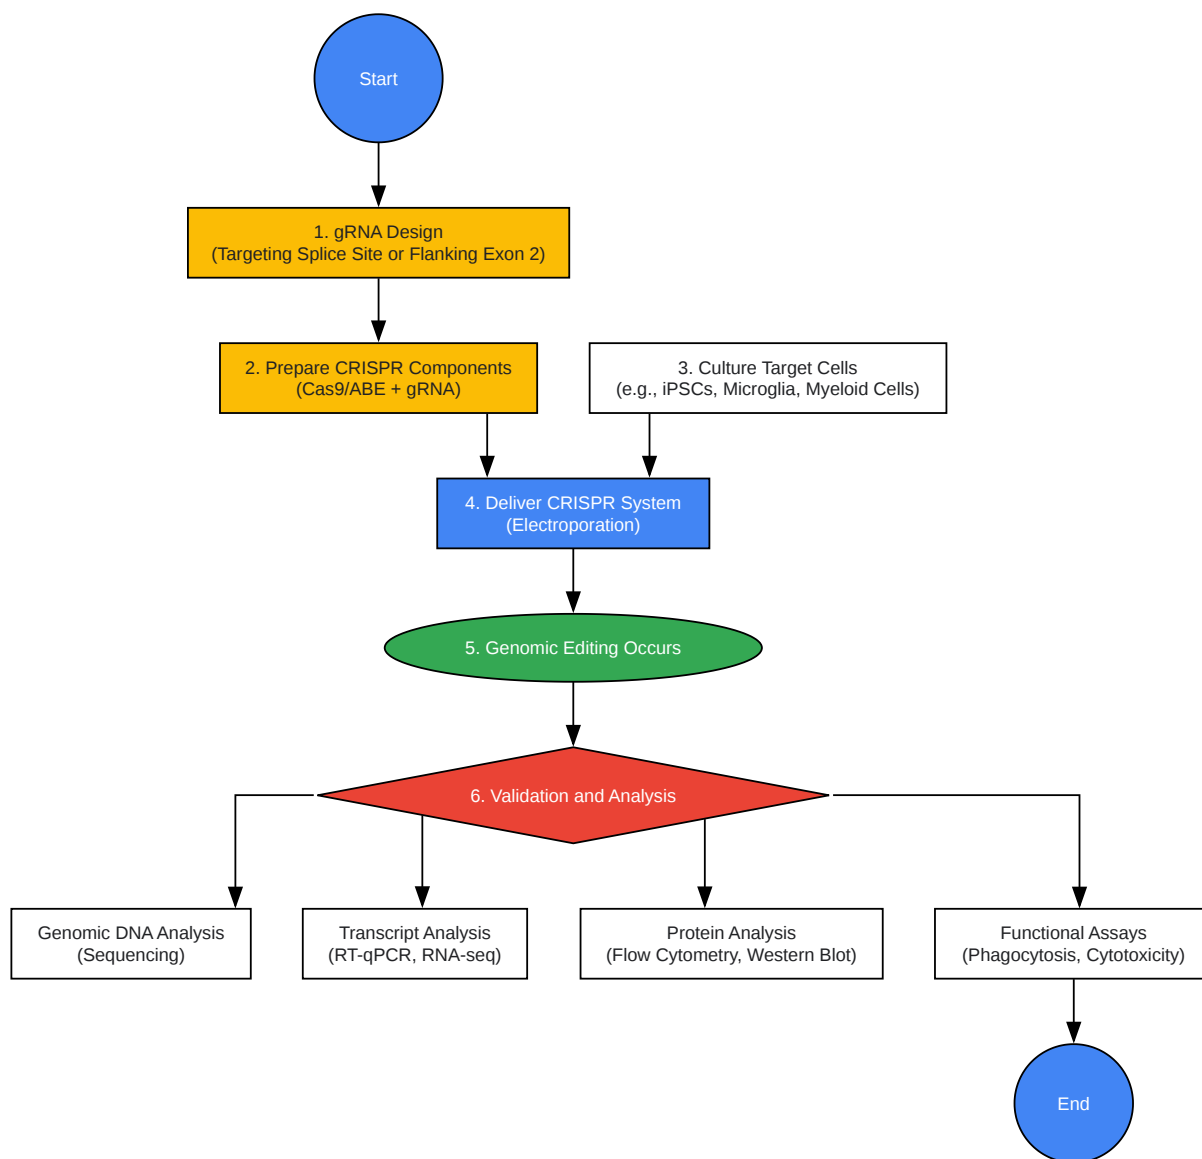 Start
1. gRNA Design
(Targeting Splice Site or Flanking Exon 2)
2. Prepare CRISPR Components
(Cas9/ABE + gRNA)
3. Culture Target Cells
(e.g., iPSCs, Microglia, Myeloid Cells)
4. Deliver CRISPR System
(Electroporation)
5. Genomic Editing Occurs
6. Validation and Analysis
Genomic DNA Analysis
(Sequencing)
Transcript Analysis
(RT-qPCR, RNA-seq)
Protein Analysis
(Flow Cytometry, Western Blot)
Functional Assays
(Phagocytosis, Cytotoxicity)
End